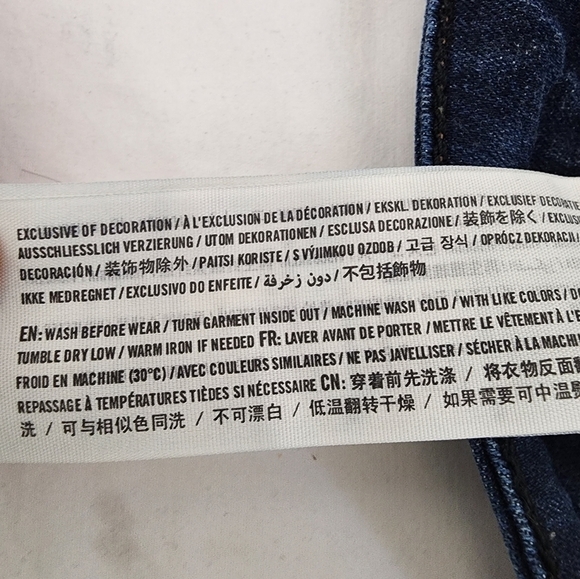 EXCLUSIVE OF DECORATION / À L'EXCLUSION DE LA DÉCORATION / EKSKL. DEKORATION / EXCLUSIEF
AUSSCHLIESSLICH VERZIERUNG / UTOM DEKORATIONEN / ESCLUSA DECORAZIONE / 装飾を除く /
DECORACIÓN / 装饰物除外 / PAITSI KORISTE / S VÝJIMKOU OZDOB / 고급 장식 / OPRÓCZ
IKKE MEDREGNET / EXCLUSIVO DO ENFEITE / دون زخرفة / 不包括飾物
EN: WASH BEFORE WEAR / TURN GARMENT INSIDE OUT / MACHINE WASH COLD / WITH LIKE COLORS /
TUMBLE DRY LOW / WARM IRON IF NEEDED FR: LAVER AVANT DE PORTER / METTRE LE VÊTEMENT À
FROID EN MACHINE (30°C) / AVEC COULEURS SIMILAIRES / NE PAS JAVELLISER / SÉCHER À LA
REPASSAGE À TEMPÉRATURES TIÈDES SI NÉCESSAIRE CN: 穿着前先洗涤 / 将衣物反面
洗 / 可与相似色同洗 / 不可漂白 / 低温翻转干燥 / 如果需要可中温